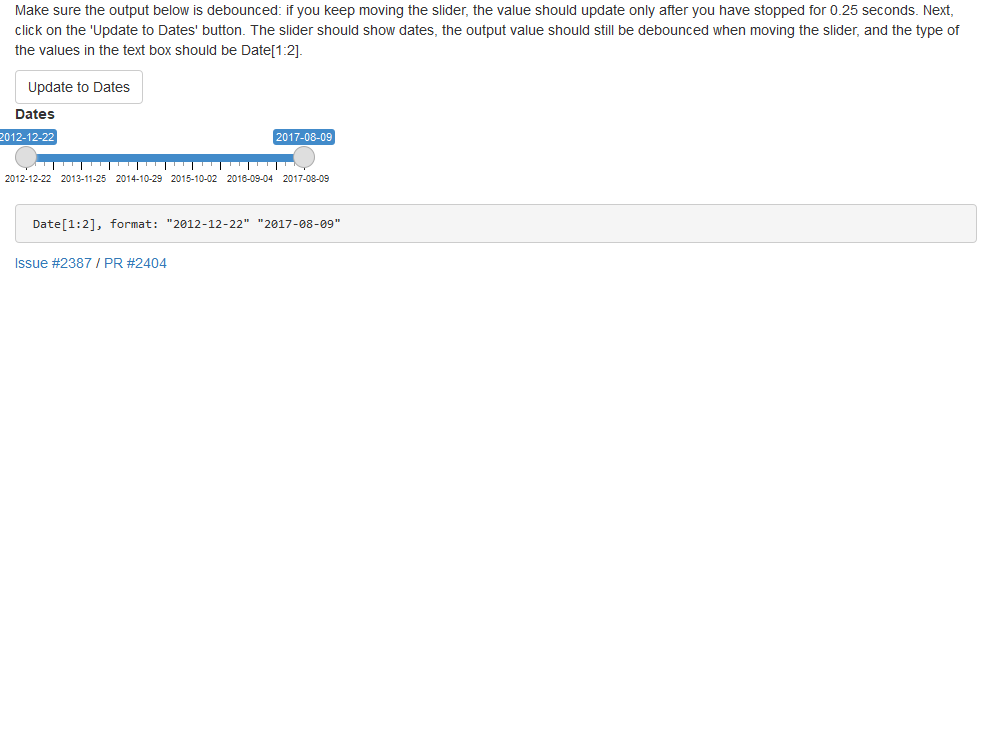 Make sure the output below is debounced: if you keep moving the slider, the value should update only after you have stopped for 0.25 seconds. Next,
click on the 'Update to Dates' button. The slider should show dates, the output value should still be debounced when moving the slider, and the type of
the values in the text box should be Date[1:2].
Update to Dates
Dates
2012-12-22 2017-08-09
2012-12-22 2013-11-25 2014-10-29 2015-10-02 2016-09-04 2017-08-09
Date[1:2], format: "2012-12-22" "2017-08-09"
Issue #2387 / PR #2404